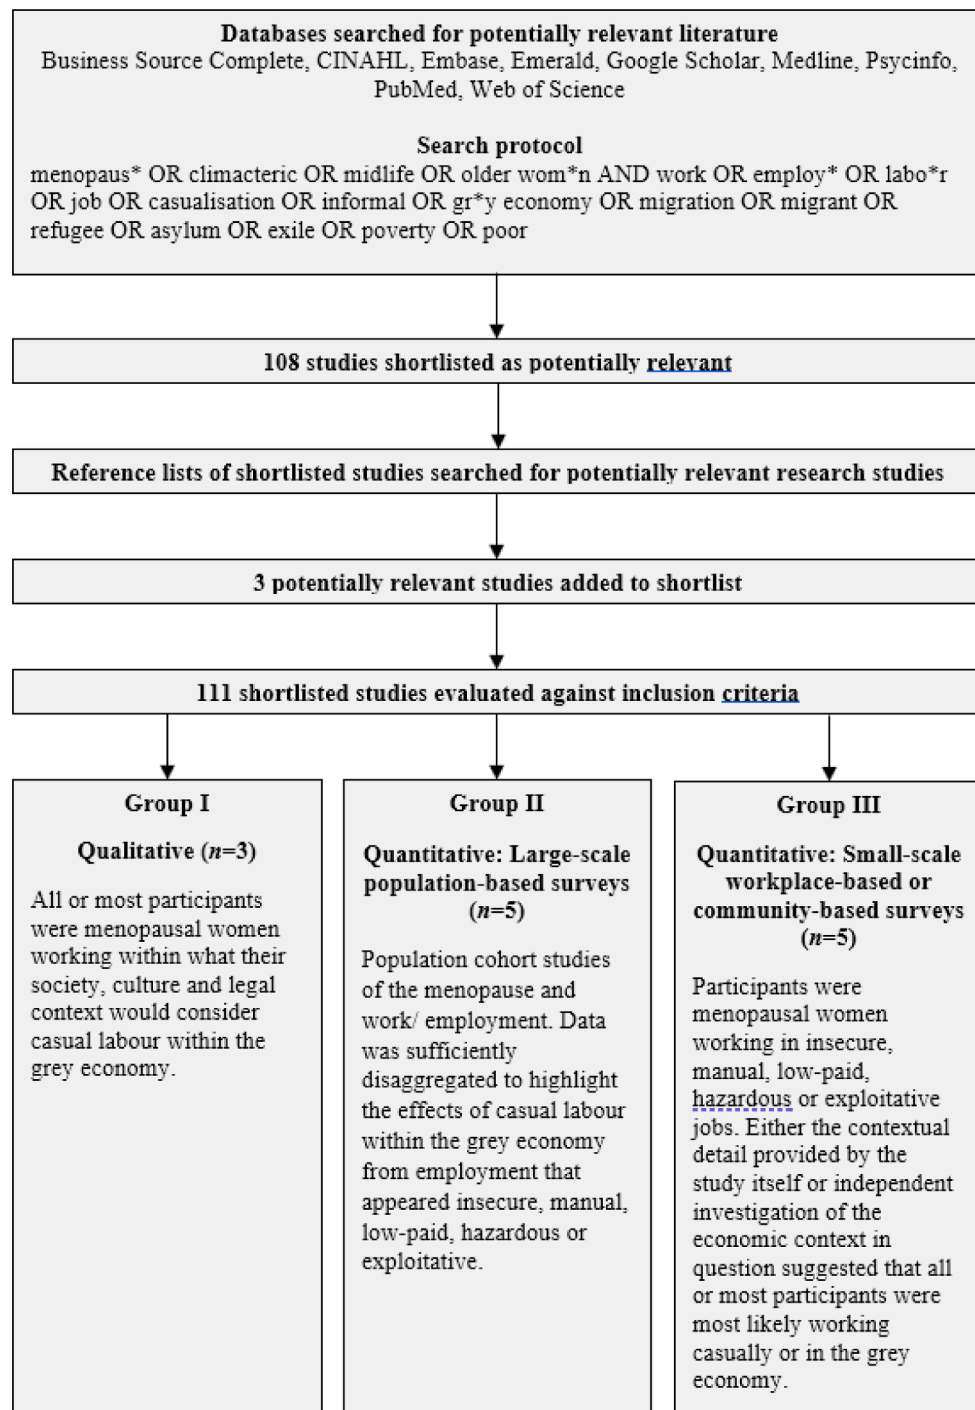 Databases searched for potentially relevant literature
Business Source Complete, CINAHL, Embase, Emerald, Google Scholar, Medline, Psycinfo,
PubMed, Web of Science
Search protocol
menopaus* OR climacteric OR midlife OR older wom*n AND work OR employ* OR labo*r
OR job OR casualisation OR informal OR gr*y economy OR migration OR migrant OR
refugee OR asylum OR exile OR poverty OR poor
108 studies shortlisted as potentially relevant
Reference lists of shortlisted studies searched for potentially relevant research studies
3 potentially relevant studies added to shortlist
111 shortlisted studies evaluated against inclusion criteria
Group I
Qualitative (n=3)
All or most participants
were menopausal women
working within what their
society, culture and legal
context would consider
casual labour within the
grey economy.
Group II
Quantitative: Large-scale
population-based surveys
(n=5)
Population cohort studies
of the menopause and
work/ employment. Data
was sufficiently
disaggregated to highlight
the effects of casual labour
within the grey economy
from employment that
appeared insecure, manual,
low-paid, hazardous or
exploitative.
Group III
Quantitative: Small-scale
workplace-based or
community-based surveys
(n=5)
Participants were
menopausal women
working in insecure,
manual, low-paid,
hazardous or exploitative
jobs. Either the contextual
detail provided by the
study itself or independent
investigation of the
economic context in
question suggested that all
or most participants were
most likely working
casually or in the grey
economy.